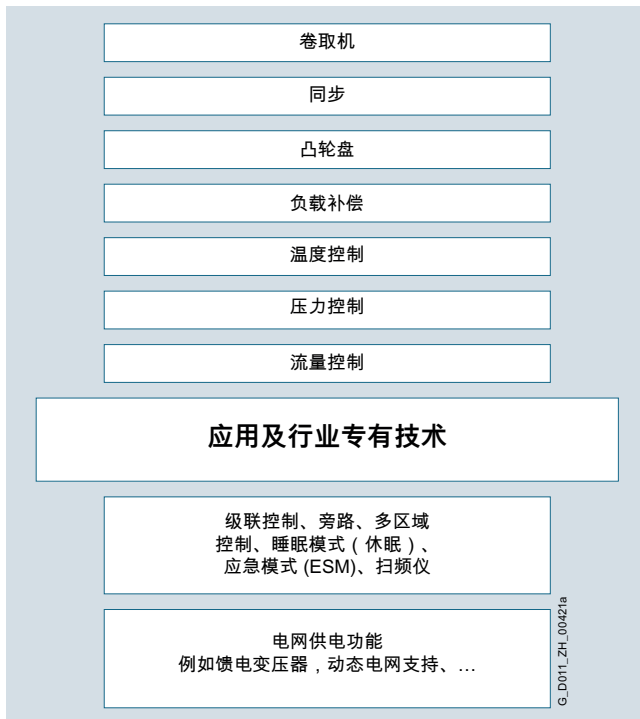 卷取机
同步
凸轮盘
负载补偿
温度控制
压力控制
流量控制
应用及行业专有技术
级联控制、旁路、多区域
控制、睡眠模式（休眠）、
应急模式 (ESM)、扫频仪
电网供电功能
例如馈电变压器，动态电网支持、…
G_D011_ZH_00421a